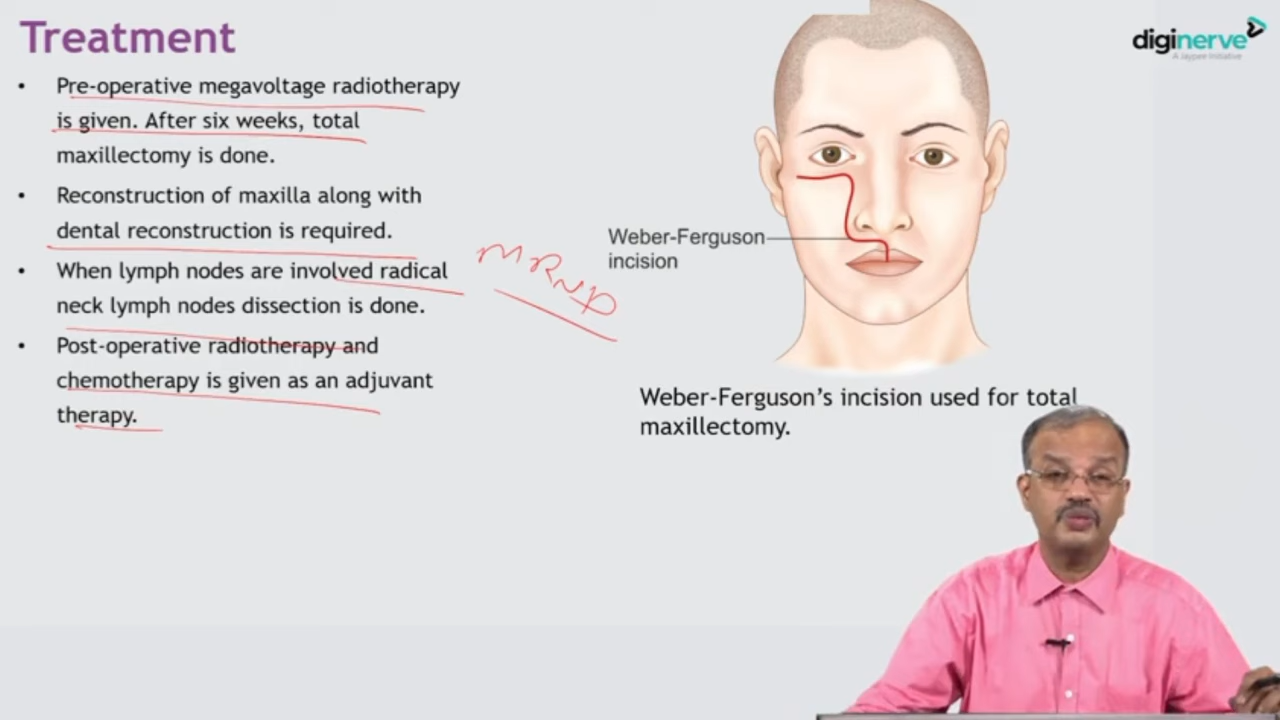 Treatment
• Pre-operative megavoltage radiotherapy
is given. After six weeks, total
maxillectomy is done.
• Reconstruction of maxilla along with
dental reconstruction is required.
• When lymph nodes are involved radical
neck lymph nodes dissection is done.
• Post-operative radiotherapy and
chemotherapy is given as an adjuvant
therapy.
MRND
diginerve
A Jaypee Initiative
Weber-Ferguson
incision
Weber-Ferguson’s incision used for total
maxillectomy.